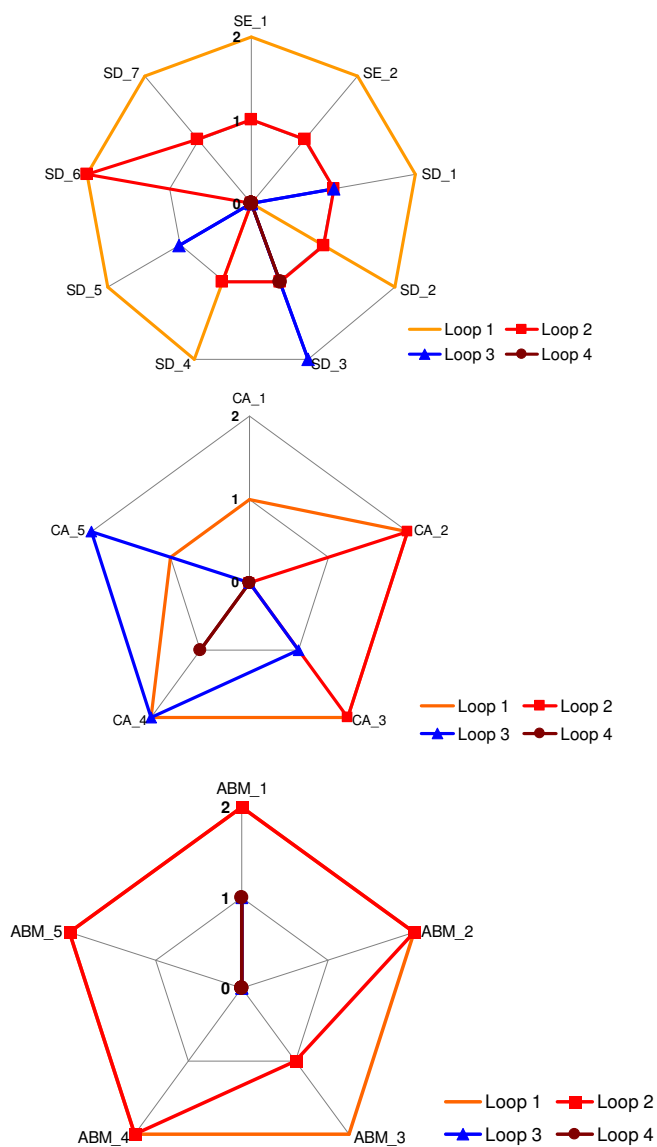 SE_1
2
SD_7
SE_2
1
SD_6
SD_1
0
SD_5
SD_2
SD_4
SD_3
Loop 1 Loop 2
Loop 3 Loop 4
CA_1
2
1
CA_5
CA_2
0
CA_4
CA_3
Loop 1 Loop 2
Loop 3 Loop 4
ABM_1
2
1
ABM_5
ABM_2
0
ABM_4
ABM_3
Loop 1 Loop 2
Loop 3 Loop 4